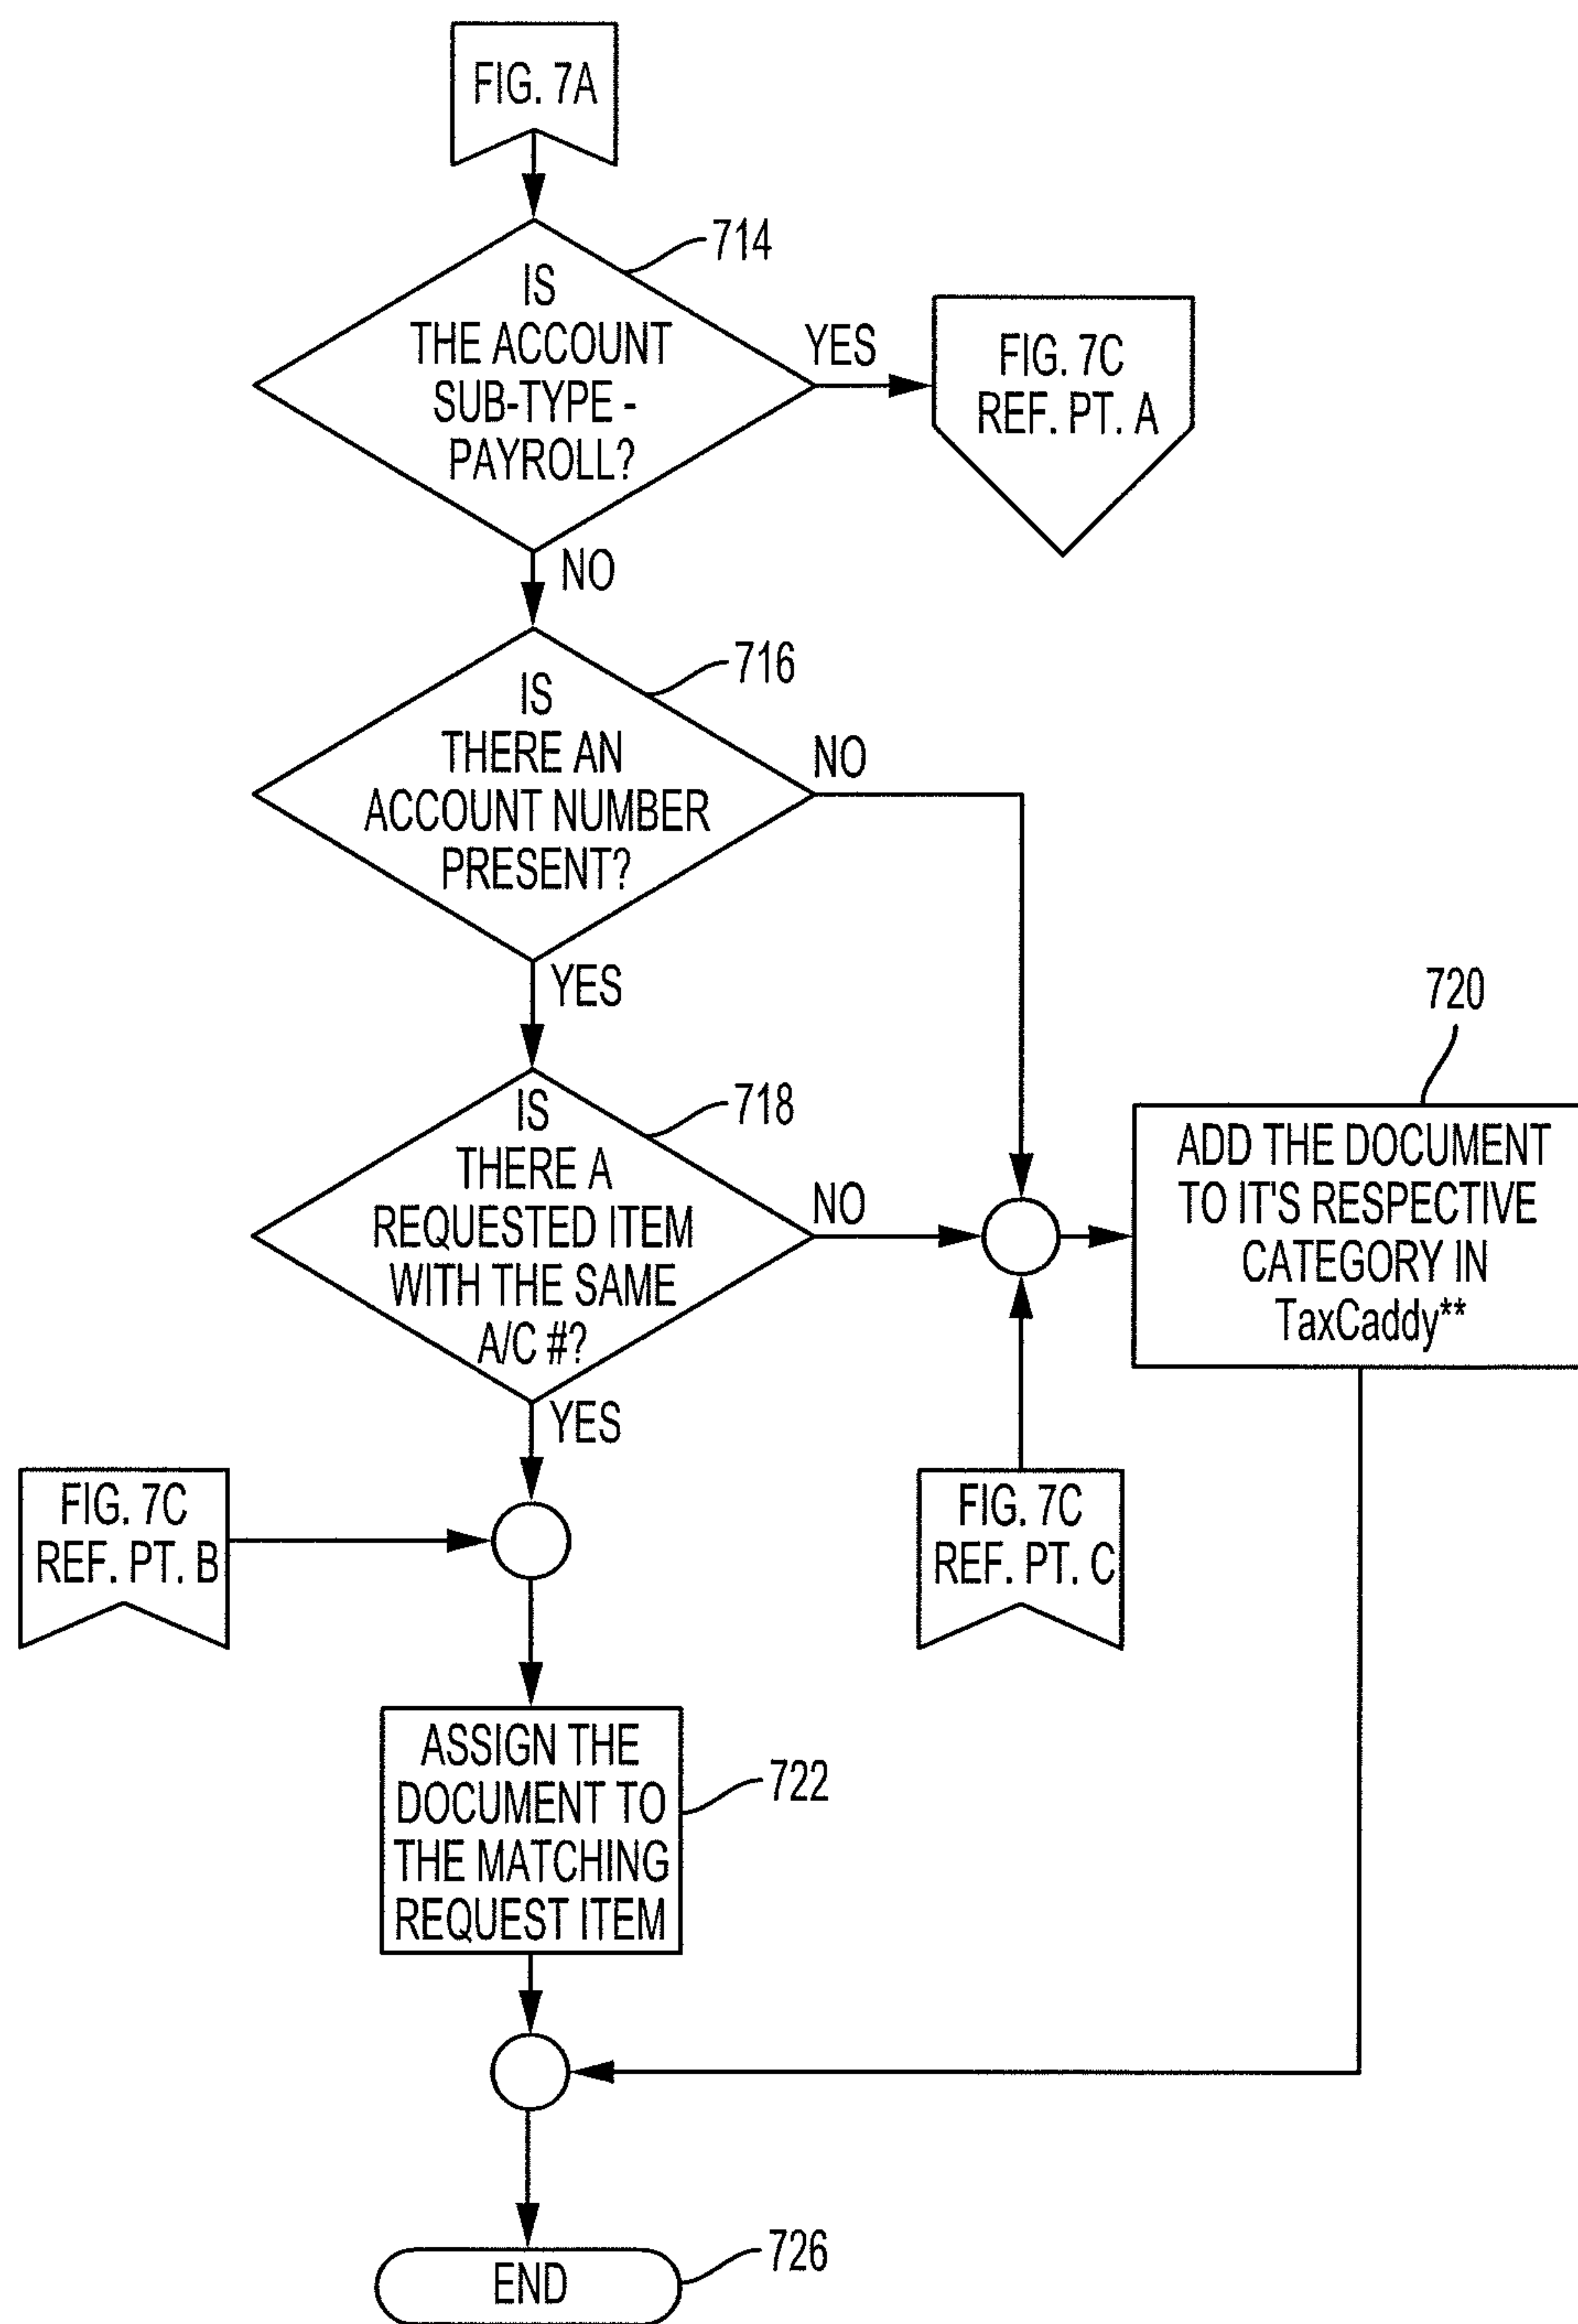 FIG. 7A
714
IS
THE ACCOUNT
SUB-TYPE -
PAYROLL?
YES
FIG. 7C
REF. PT. A
NO
716
IS
THERE AN
ACCOUNT NUMBER
PRESENT?
NO
YES
718
IS
THERE A
REQUESTED ITEM
WITH THE SAME
A/C #?
NO
720
ADD THE DOCUMENT
TO IT'S RESPECTIVE
CATEGORY IN
TaxCaddy**
YES
FIG. 7C
REF. PT. B
FIG. 7C
REF. PT. C
ASSIGN THE
DOCUMENT TO
THE MATCHING
REQUEST ITEM
722
END
726